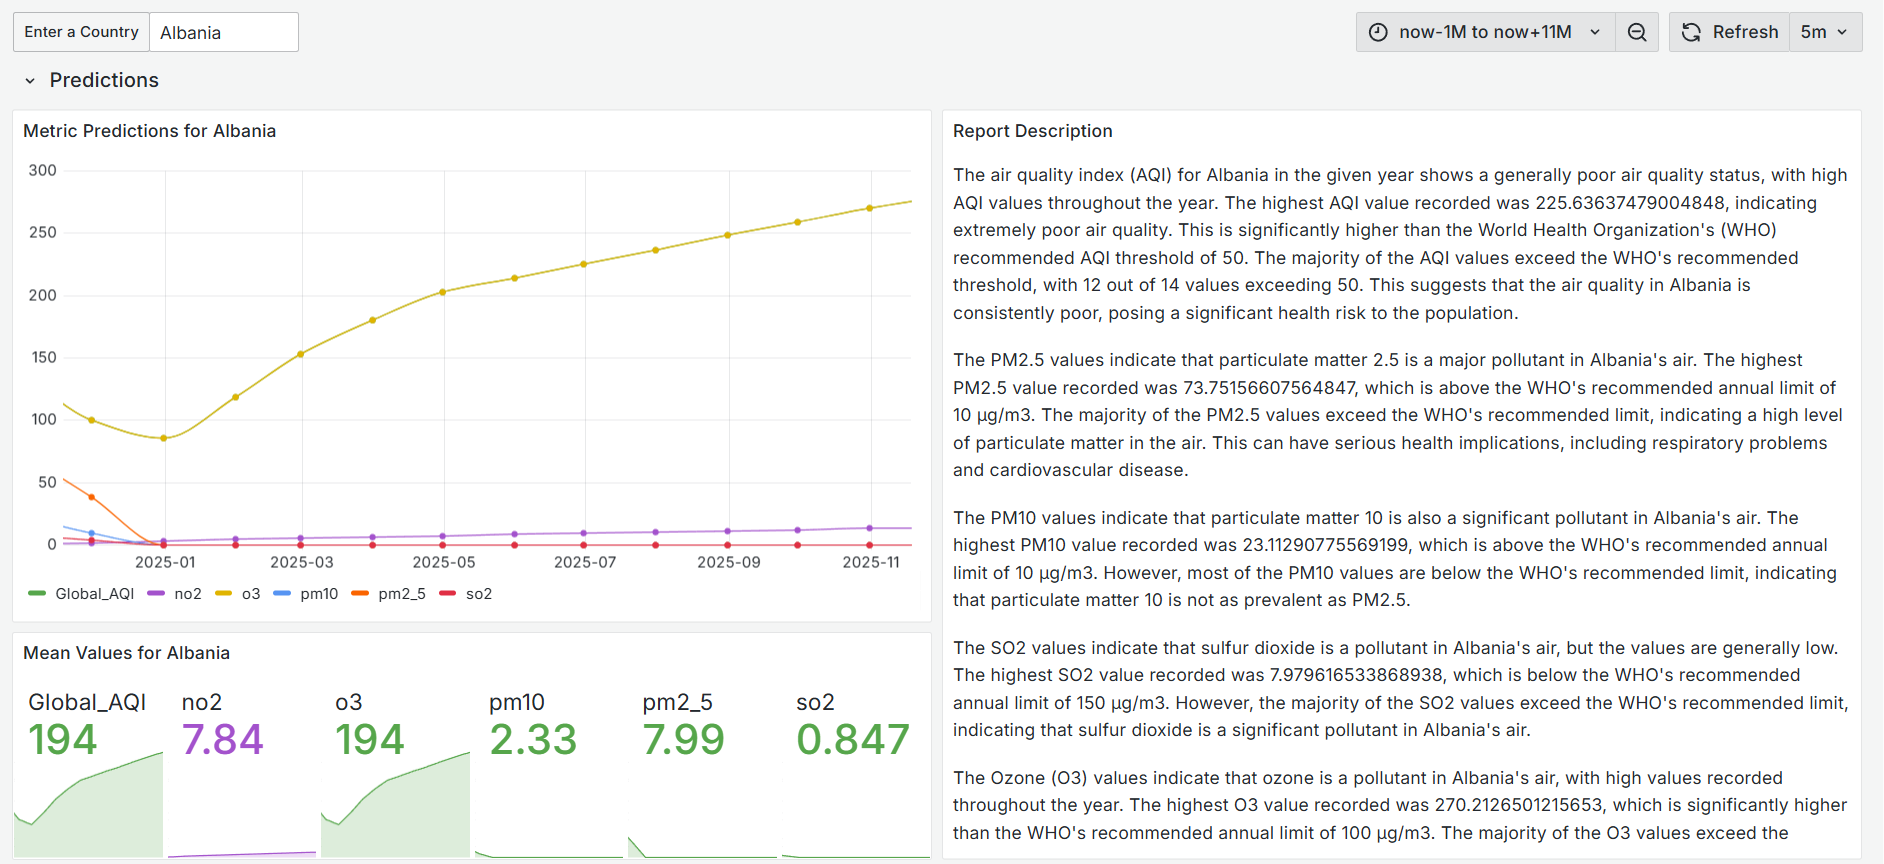 Enter a Country
Albania
now-1M to now+11M
Refresh
5m
Predictions
Metric Predictions for Albania
300
250
200
150
100
50
0
2025-01
2025-03
2025-05
2025-07
2025-09
2025-11
Global_AQI
no2
o3
pm10
pm2_5
so2
Mean Values for Albania
Global_AQI
194
no2
7.84
o3
194
pm10
2.33
pm2_5
7.99
so2
0.847
Report Description
The air quality index (AQI) for Albania in the given year shows a generally poor air quality status, with high
AQI values throughout the year. The highest AQI value recorded was 225.63637479004848, indicating
extremely poor air quality. This is significantly higher than the World Health Organization's (WHO)
recommended AQI threshold of 50. The majority of the AQI values exceed the WHO's recommended
threshold, with 12 out of 14 values exceeding 50. This suggests that the air quality in Albania is
consistently poor, posing a significant health risk to the population.
The PM2.5 values indicate that particulate matter 2.5 is a major pollutant in Albania's air. The highest
PM2.5 value recorded was 73.75156607564847, which is above the WHO's recommended annual limit of
10 μg/m3. The majority of the PM2.5 values exceed the WHO's recommended limit, indicating a high level
of particulate matter in the air. This can have serious health implications, including respiratory problems
and cardiovascular disease.
The PM10 values indicate that particulate matter 10 is also a significant pollutant in Albania's air. The
highest PM10 value recorded was 23.11290775569199, which is above the WHO's recommended annual
limit of 10 μg/m3. However, most of the PM10 values are below the WHO's recommended limit, indicating
that particulate matter 10 is not as prevalent as PM2.5.
The SO2 values indicate that sulfur dioxide is a pollutant in Albania's air, but the values are generally low.
The highest SO2 value recorded was 7.979616533868938, which is below the WHO's recommended
annual limit of 150 μg/m3. However, the majority of the SO2 values exceed the WHO's recommended limit,
indicating that sulfur dioxide is a significant pollutant in Albania's air.
The Ozone (O3) values indicate that ozone is a pollutant in Albania's air, with high values recorded
throughout the year. The highest O3 value recorded was 270.2126501215653, which is significantly higher
than the WHO's recommended annual limit of 100 μg/m3. The majority of the O3 values exceed the